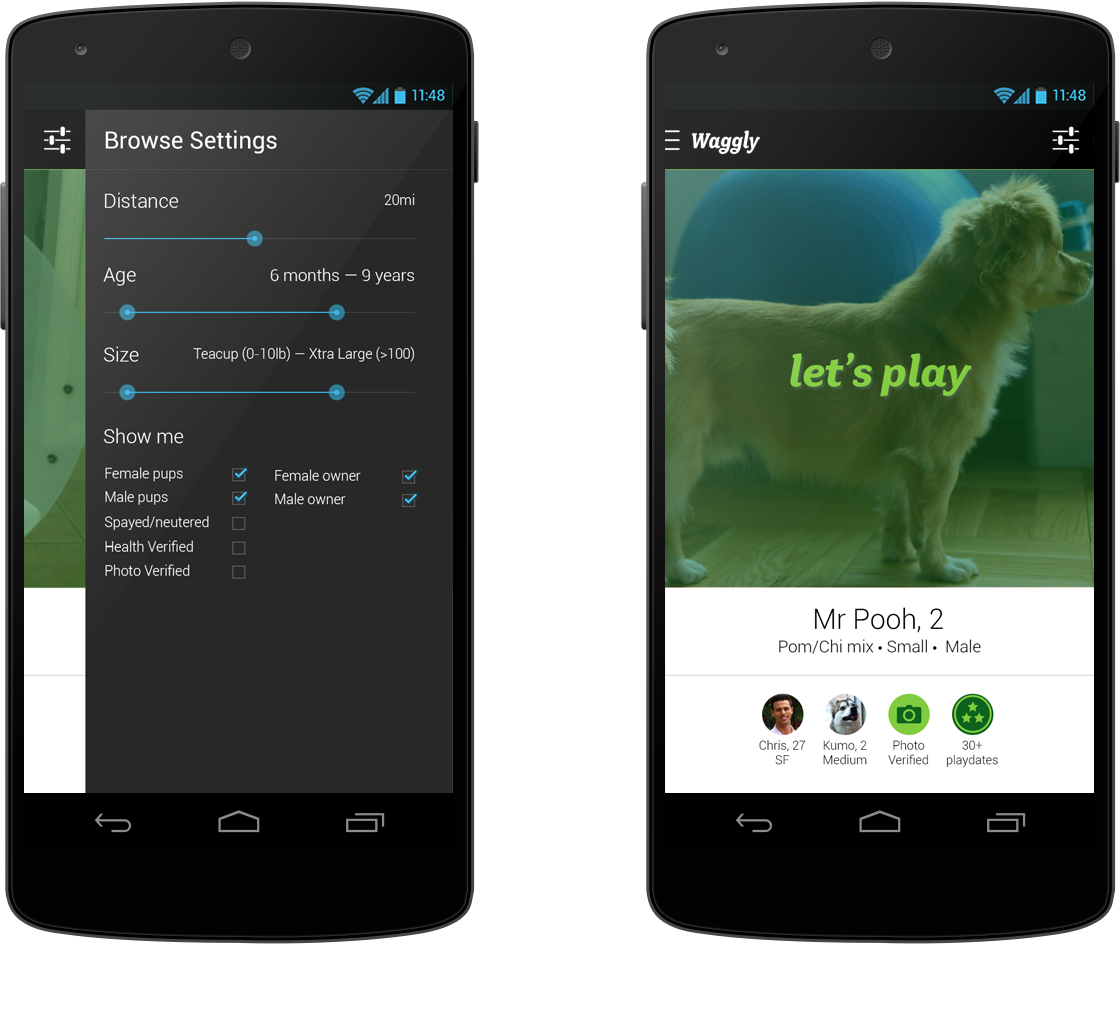 11:48
Browse Settings
Distance 20mi
Age 6 months — 9 years
Size Teacup (0-10lb) — Xtra Large (>100)
Show me
Female pups Female owner
Male pups Male owner
Spayed/neutered
Health Verified
Photo Verified
11:48
Waggly
let's play
Mr Pooh, 2
Pom/Chi mix • Small • Male
Chris, 27 Kumo, 2 Photo 30+
SF Medium Verified playdates